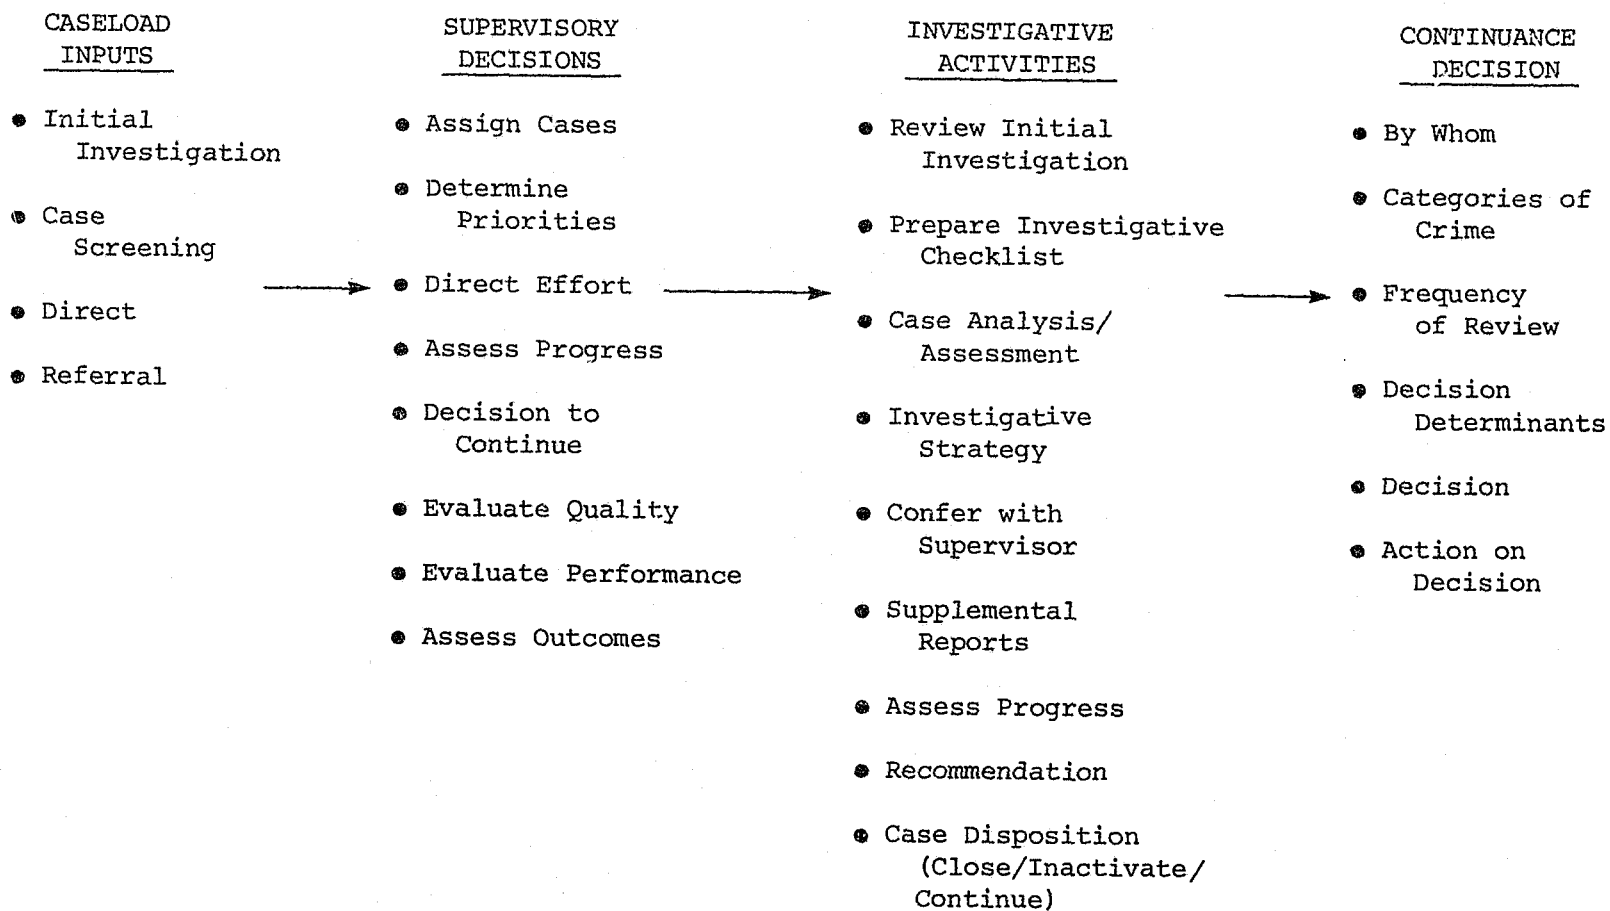 CASELOAD
INPUTS
● Initial
Investigation
● Case
Screening
● Direct
● Referral
SUPERVISORY
DECISIONS
● Assign Cases
● Determine
Priorities
● Direct Effort
● Assess Progress
● Decision to
Continue
● Evaluate Quality
● Evaluate Performance
● Assess Outcomes
INVESTIGATIVE
ACTIVITIES
● Review Initial
Investigation
● Prepare Investigative
Checklist
● Case Analysis/
Assessment
● Investigative
Strategy
● Confer with
Supervisor
● Supplemental
Reports
● Assess Progress
● Recommendation
● Case Disposition
(Close/Inactivate/
Continue)
CONTINUANCE
DECISION
● By Whom
● Categories of
Crime
● Frequency
of Review
● Decision
Determinants
● Decision
● Action on
Decision